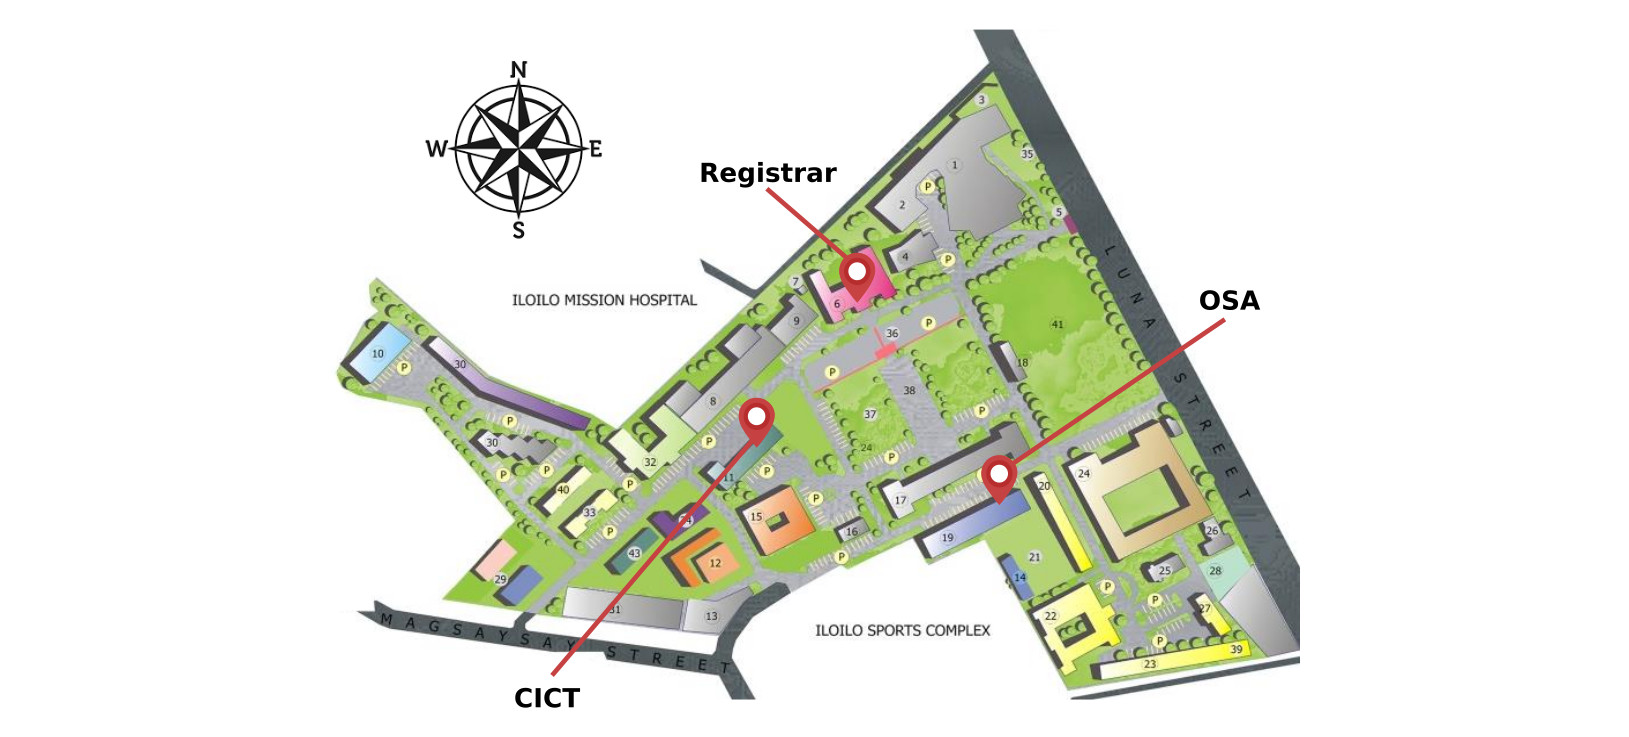 N
W E
S
Registrar
OSA
CICT
ILOILO MISSION HOSPITAL
ILOILO SPORTS COMPLEX
LUNA STREET
MAGSAYSAY STREET
3
35
1
P
2
5
4
P
7
6
9
36
P
41
10
P
30
P
18
38
8
37
P
P
30
P
24
P
32
11
P
P
P
P
24
20
40
17
P
33
15
P
34
16
19
26
P
43
12
P
21
25
28
29
14
P
P
31
13
22
27
P
23
39